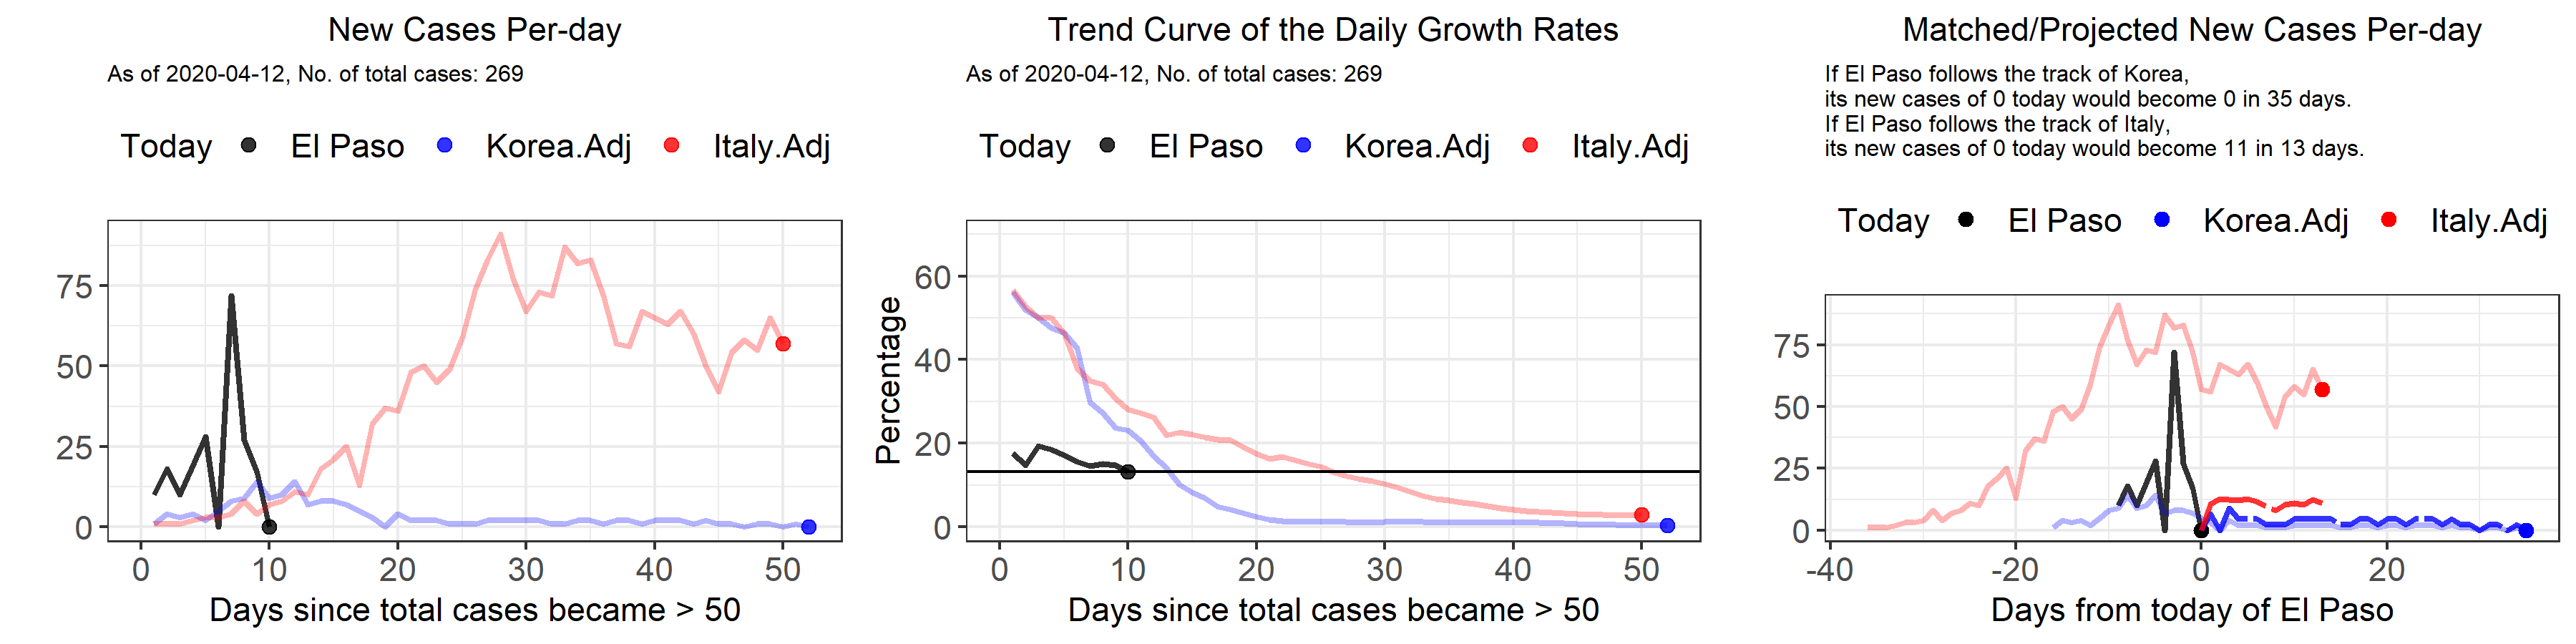 New Cases Per-day
As of 2020-04-12, No. of total cases: 269
Today El Paso Korea.Adj Italy.Adj
75
50
25
0
0 10 20 30 40 50
Days since total cases became > 50
Trend Curve of the Daily Growth Rates
As of 2020-04-12, No. of total cases: 269
Today El Paso Korea.Adj Italy.Adj
Percentage
60
40
20
0
0 10 20 30 40 50
Days since total cases became > 50
Matched/Projected New Cases Per-day
If El Paso follows the track of Korea,
its new cases of 0 today would become 0 in 35 days.
If El Paso follows the track of Italy,
its new cases of 0 today would become 11 in 13 days.
Today El Paso Korea.Adj Italy.Adj
75
50
25
0
-40 -20 0 20
Days from today of El Paso